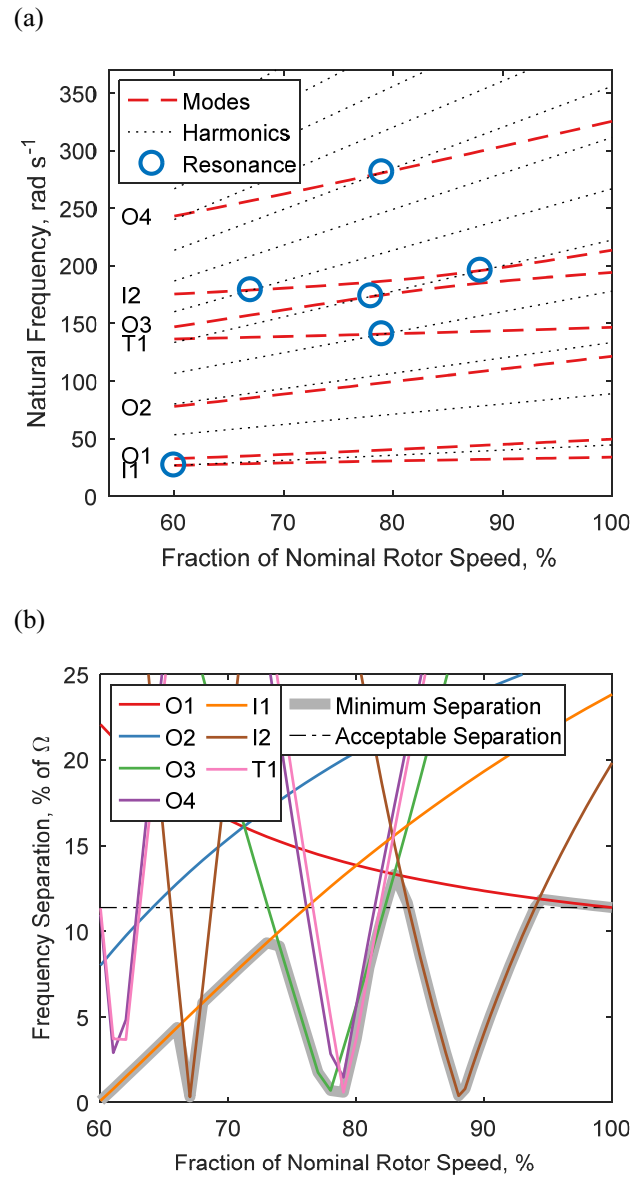 (a)
350
300
250
200
150
100
50
0
Natural Frequency, rad s-1
Modes
Harmonics
Resonance
O4
I2
O3
T1
O2
O1
I1
60 70 80 90 100
Fraction of Nominal Rotor Speed, %
(b)
25
20
15
10
5
0
Frequency Separation, % of Ω
O1 I1 Minimum Separation
O2 I2 Acceptable Separation
O3 T1
O4
60 70 80 90 100
Fraction of Nominal Rotor Speed, %